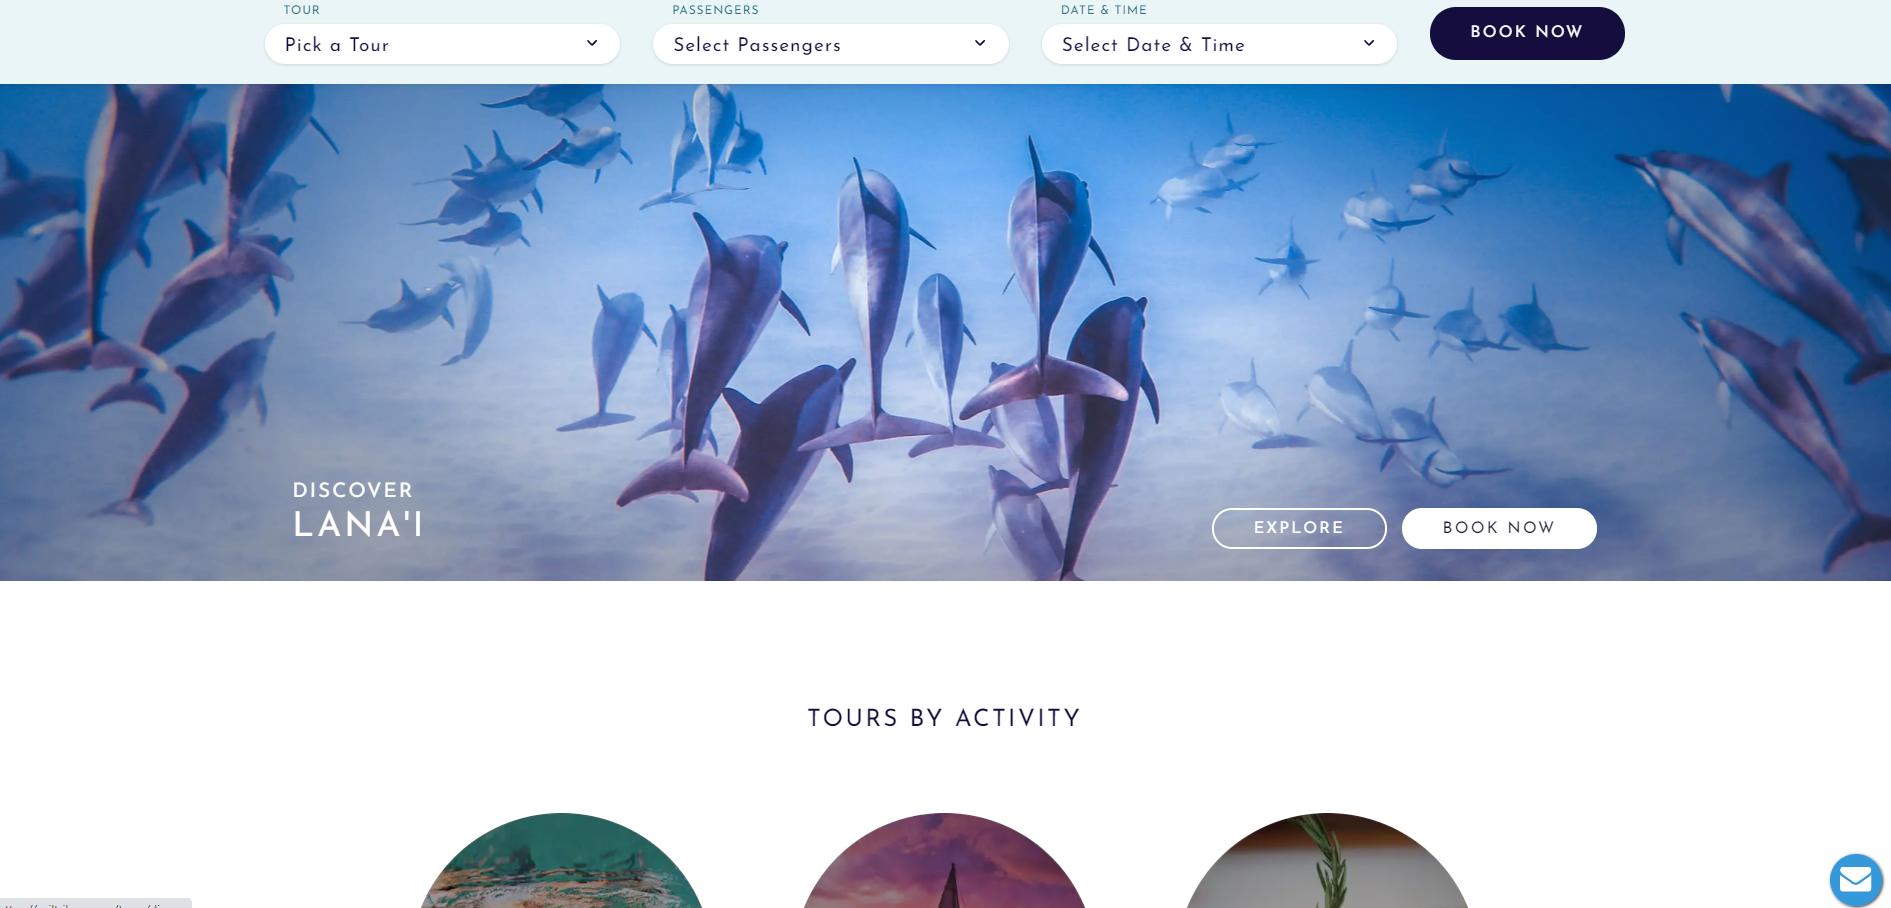 TOUR
PASSENGERS
DATE & TIME
Pick a Tour
Select Passengers
Select Date & Time
BOOK NOW
DISCOVER
LANA'I
EXPLORE
BOOK NOW
TOURS BY ACTIVITY